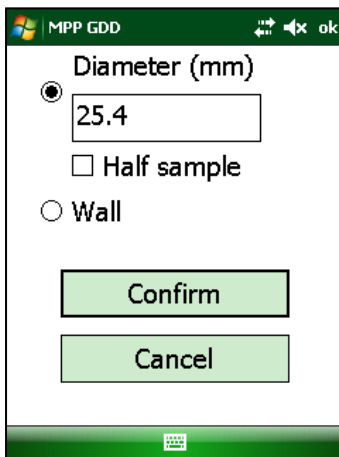 MPP GDD ok
Diameter (mm)
25.4
Half sample
Wall
Confirm
Cancel